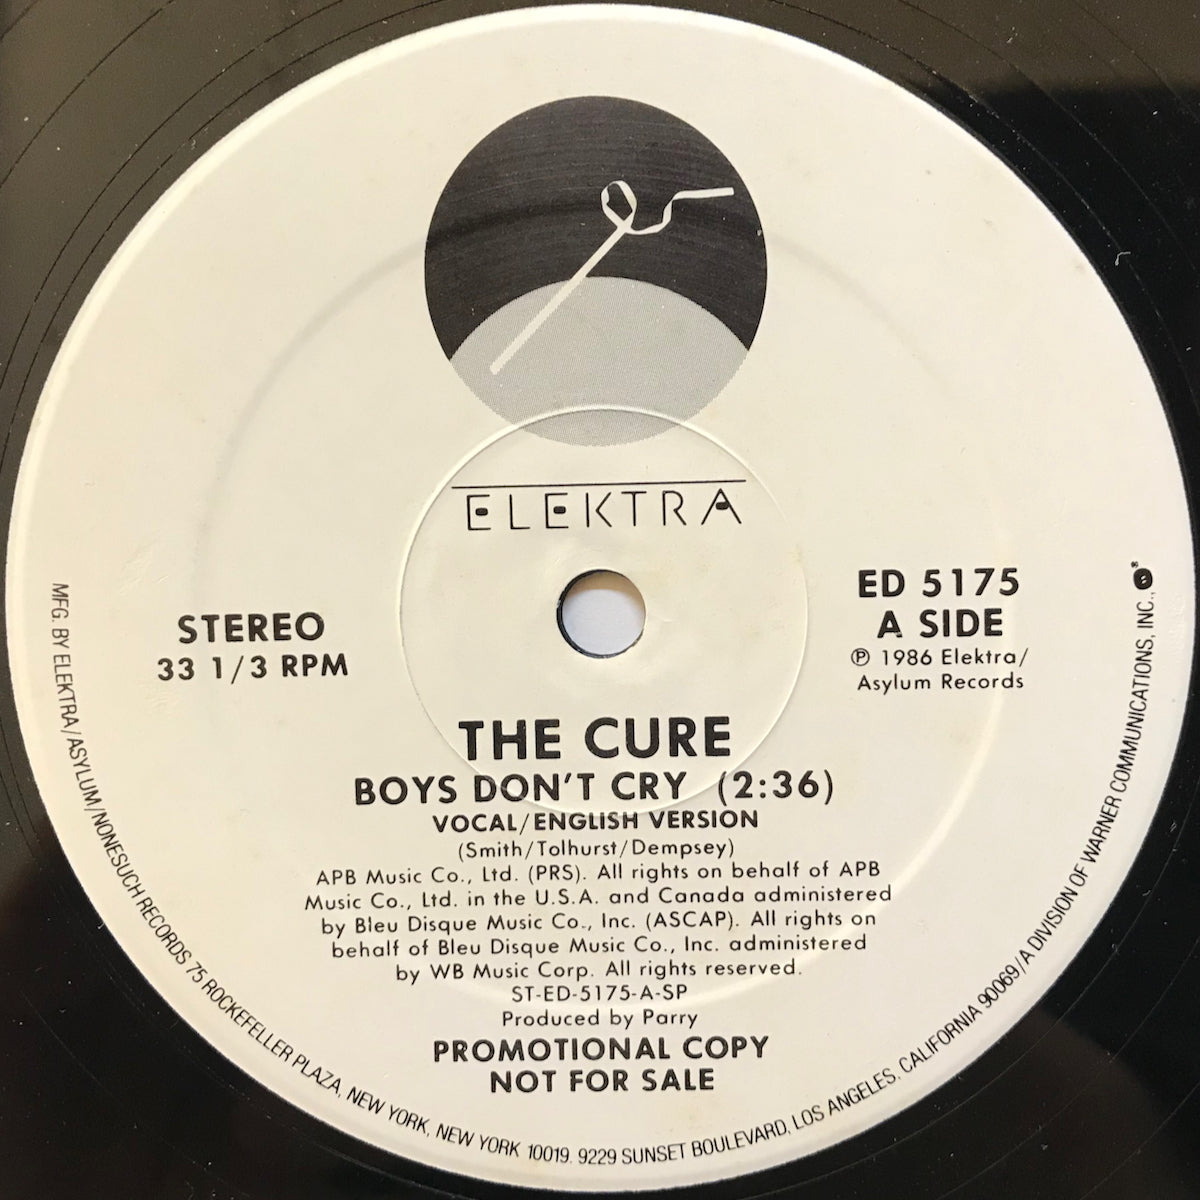 ELEKTRA
STEREO
33 1/3 RPM
ED 5175
A SIDE
℗ 1986 Elektra/
Asylum Records
THE CURE
BOYS DON'T CRY (2:36)
VOCAL/ENGLISH VERSION
(Smith/Tolhurst/Dempsey)
APB Music Co., Ltd. (PRS). All rights on behalf of APB
Music Co., Ltd. in the U.S.A. and Canada administered
by Bleu Disque Music Co., Inc. (ASCAP). All rights on
behalf of Bleu Disque Music Co., Inc. administered
by WB Music Corp. All rights reserved.
ST-ED-5175-A-SP
Produced by Parry
PROMOTIONAL COPY
NOT FOR SALE
MFG. BY ELEKTRA/ASYLUM/NONESUCH RECORDS 75 ROCKEFELLER PLAZA, NEW YORK, NEW YORK 10019. 9229 SUNSET BOULEVARD, LOS ANGELES, CALIFORNIA 90069/A DIVISION OF WARNER COMMUNICATIONS, INC.,